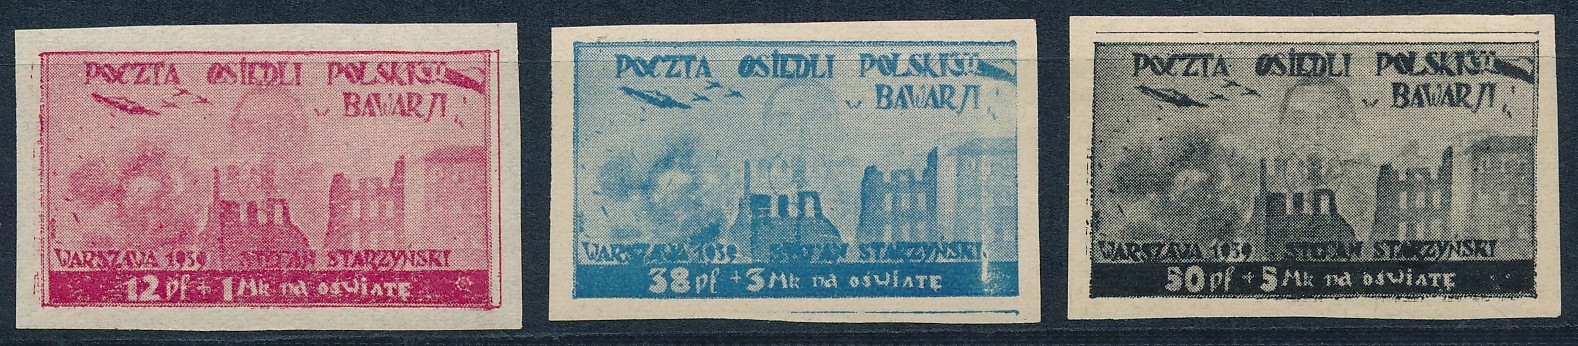 POCZTA OSIEDLI POLSKICH
w BAWARJI
WARSZAWA 1939 STEFAN STARZYŃSKI
12 pf + 1 Mk na oświatę
POCZTA OSIEDLI POLSKICH
w BAWARJI
WARSZAWA 1939 STEFAN STARZYŃSKI
38 pf + 3 Mk na oświatę
POCZTA OSIEDLI POLSKICH
w BAWARJI
WARSZAWA 1939 STEFAN STARZYŃSKI
50 pf + 5 Mk na oświatę